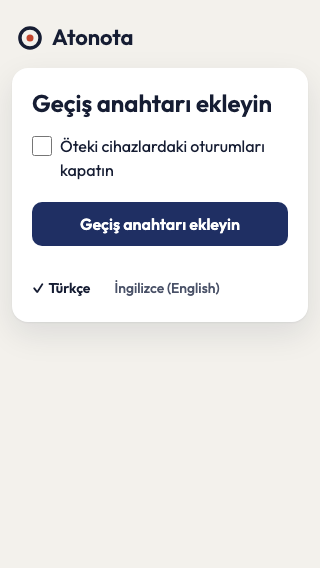 Atonota
Geçiş anahtarı ekleyin
Öteki cihazlardaki oturumları
kapatın
Geçiş anahtarı ekleyin
Türkçe
İngilizce (English)